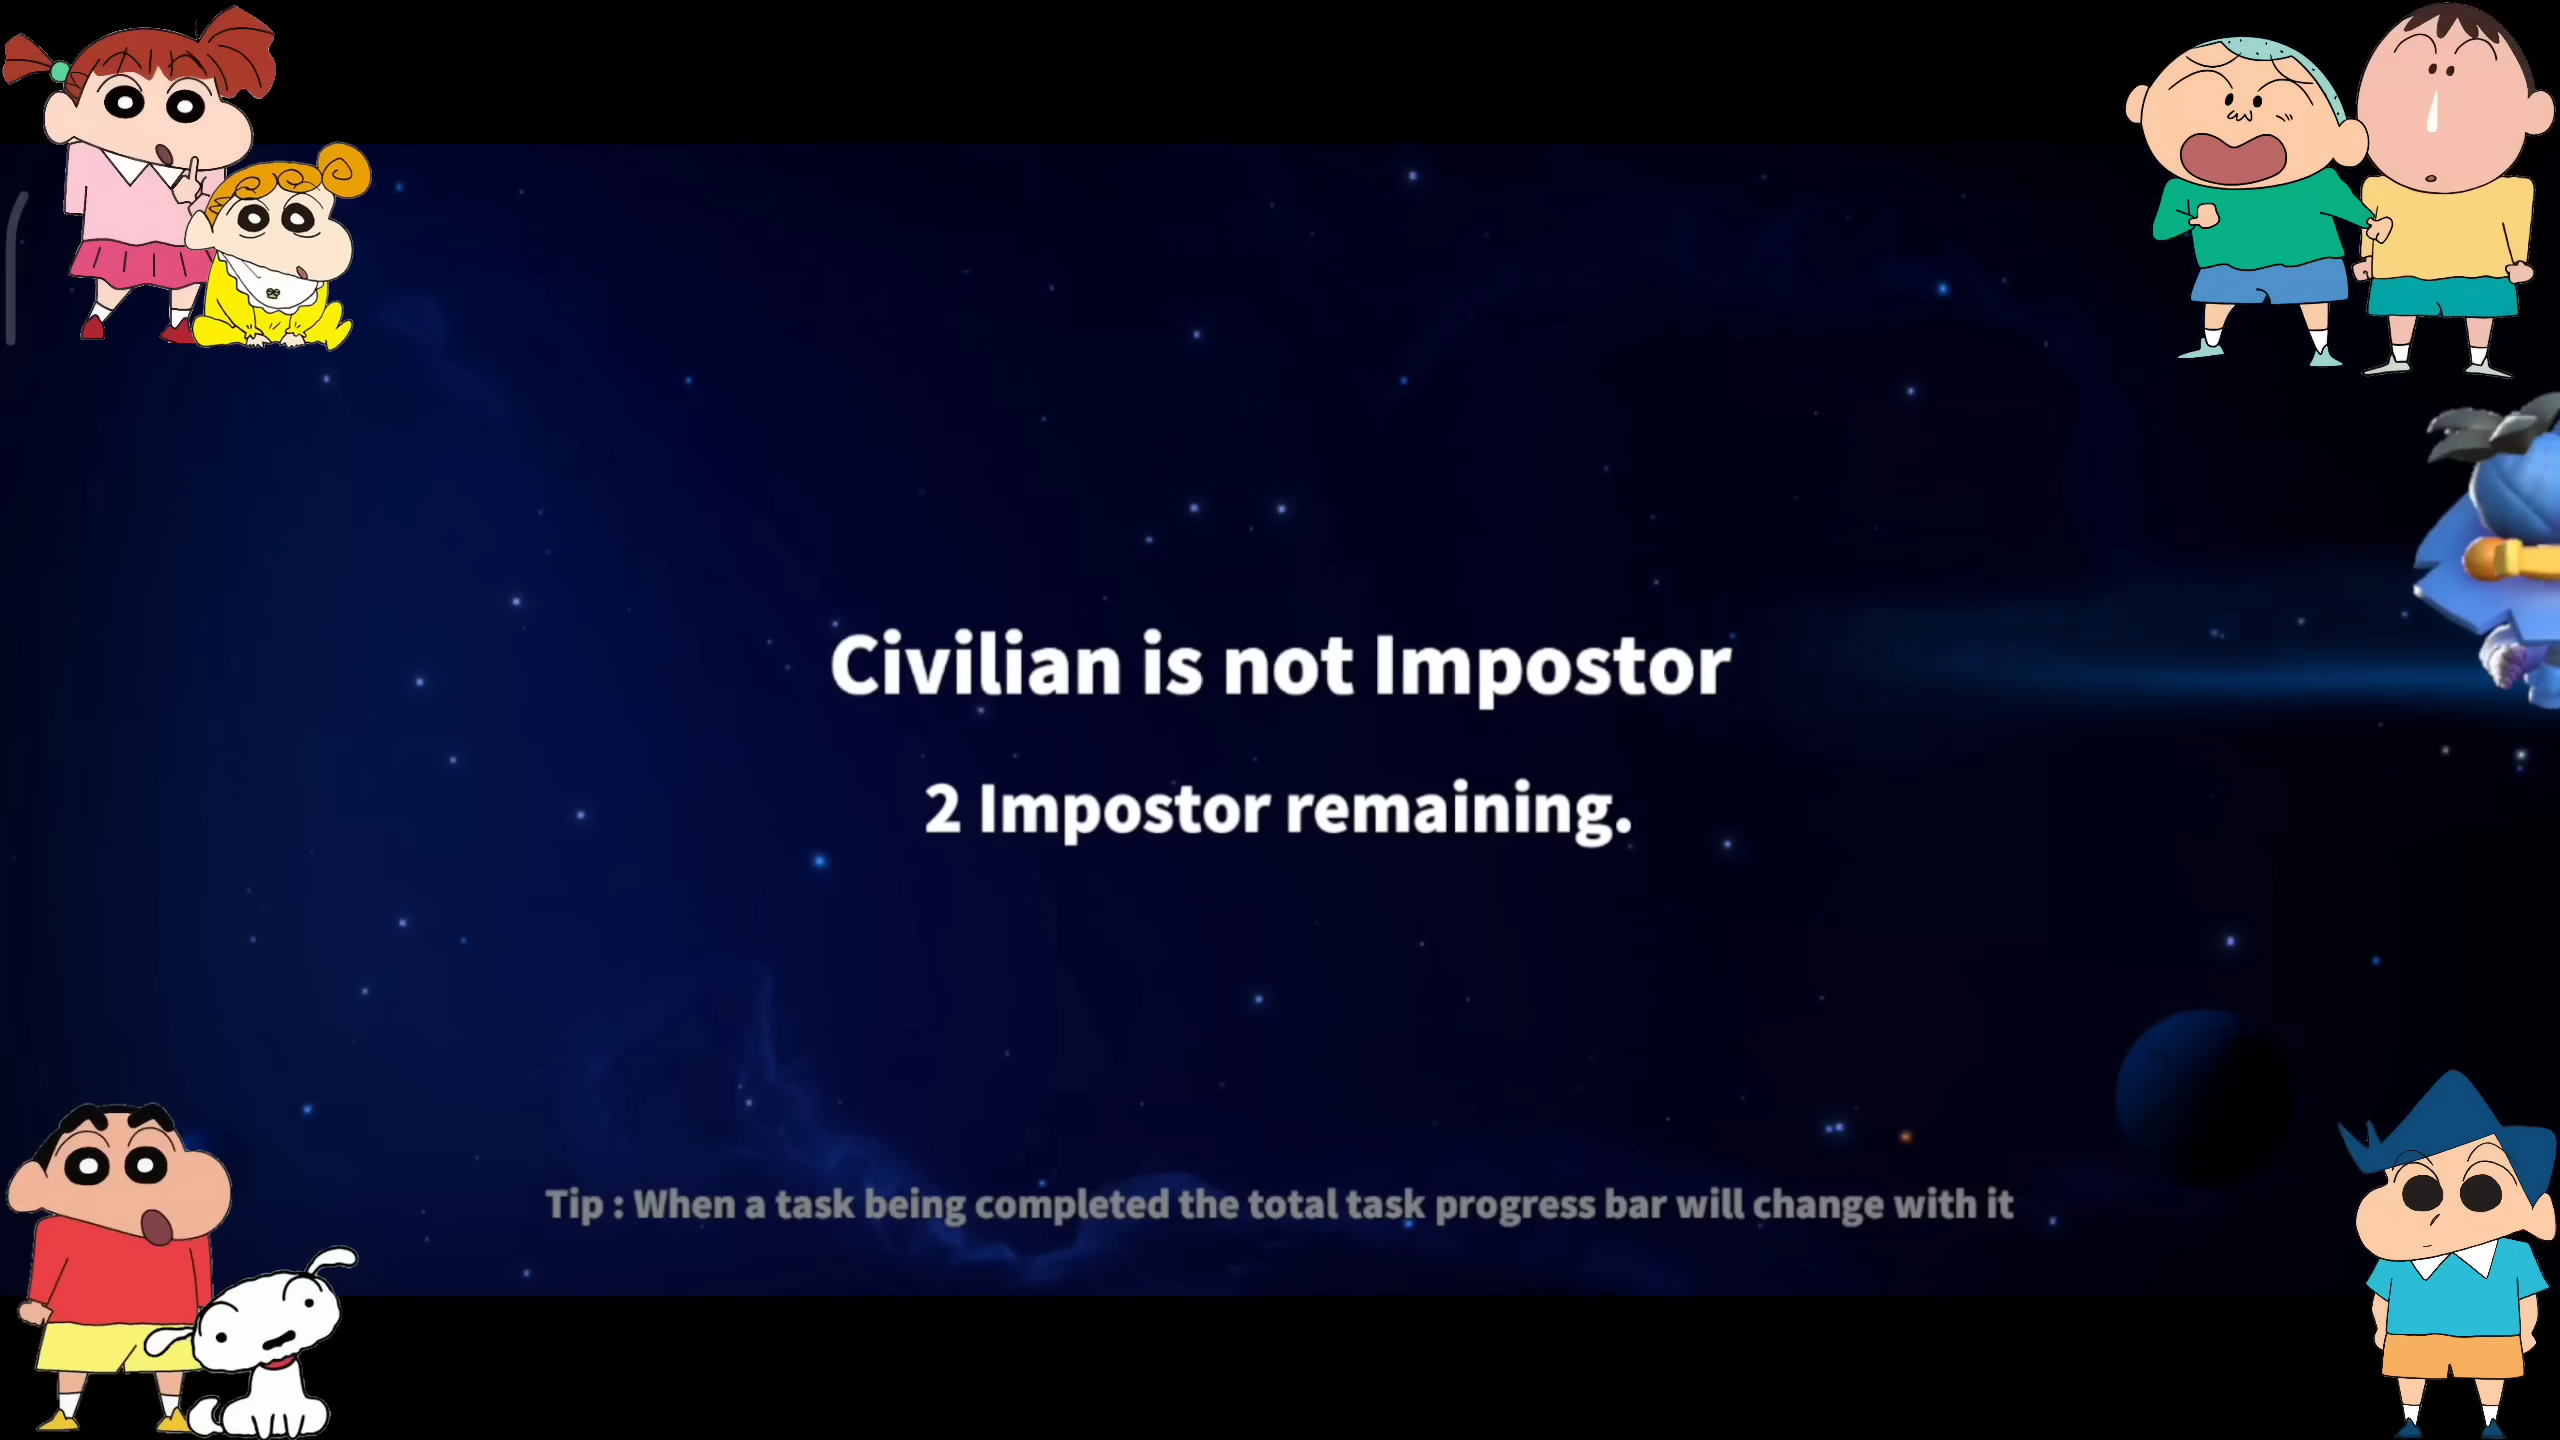 Civilian is not Impostor
2 Impostor remaining.
Tip : When a task being completed the total task progress bar will change with it